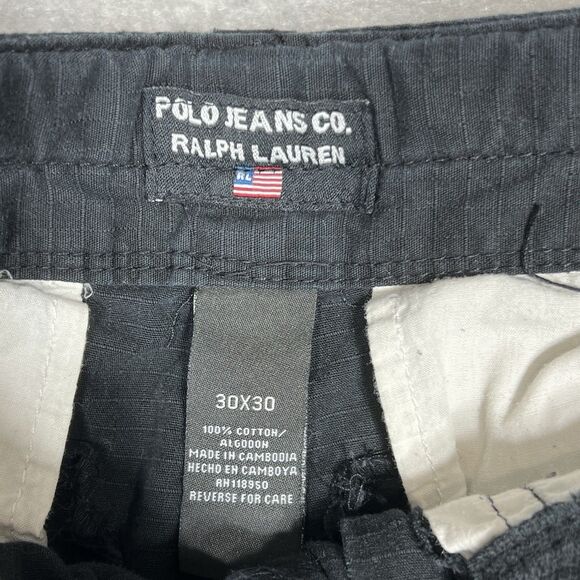 POLO JEANS CO.
RALPH LAUREN
RL
30X30
100% COTTON/
ALGODON
MADE IN CAMBODIA
HECHO EN CAMBOYA
RH118950
REVERSE FOR CARE